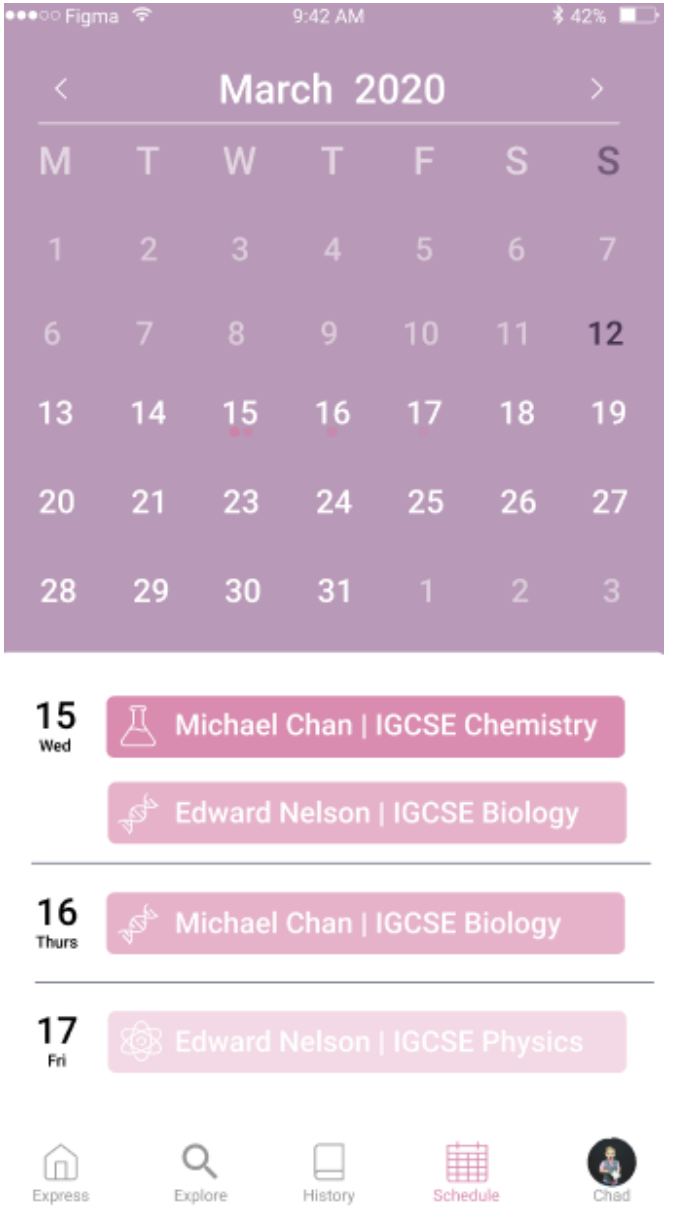 Figma 9:42 AM 42%
March 2020
M T W T F S S
1 2 3 4 5 6 7
6 7 8 9 10 11 12
13 14 15 16 17 18 19
20 21 23 24 25 26 27
28 29 30 31 1 2 3
15 Michael Chan | IGCSE Chemistry
Wed
Edward Nelson | IGCSE Biology
16 Michael Chan | IGCSE Biology
Thurs
17 Edward Nelson | IGCSE Physics
Fri
Express Explore History Schedule Chad